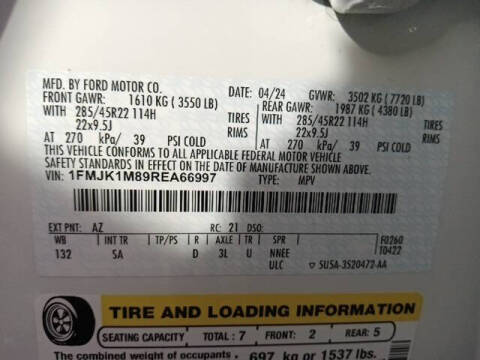 MFD. BY FORD MOTOR CO.
04/24 GVWR: 3502 KG (7720 LB)
FRONT GAWR: 1610 KG (3550 LB) REAR GAWR: 1987 KG (4380 LB)
WITH 285/45R22 114H TIRES WITH 285/45R22 114H TIRES
22x9.5J RIMS 22x9.5J RIMS
AT 270 kPa/ 39 PSI COLD AT 270 kPa/ 39 PSI COLD
THIS VEHICLE CONFORMS TO ALL APPLICABLE FEDERAL MOTOR VEHICLE
SAFETY STANDARDS IN EFFECT ON THE DATE OF MANUFACTURE SHOWN ABOVE.
VIN: 1FMJK1M89REA66997 TYPE: MPV
EXT PNT: AZ RC: 21 DSO:
WB INT TR TP/PS R AXLE TR SPR F0260
132 SA D 3L U NNEE T0422
ULC SU5A-3520472-AA
TIRE AND LOADING INFORMATION
SEATING CAPACITY TOTAL : 7 FRONT: 2 REAR: 5
The combined weight of occupants 697 kg or 1537 lbs.